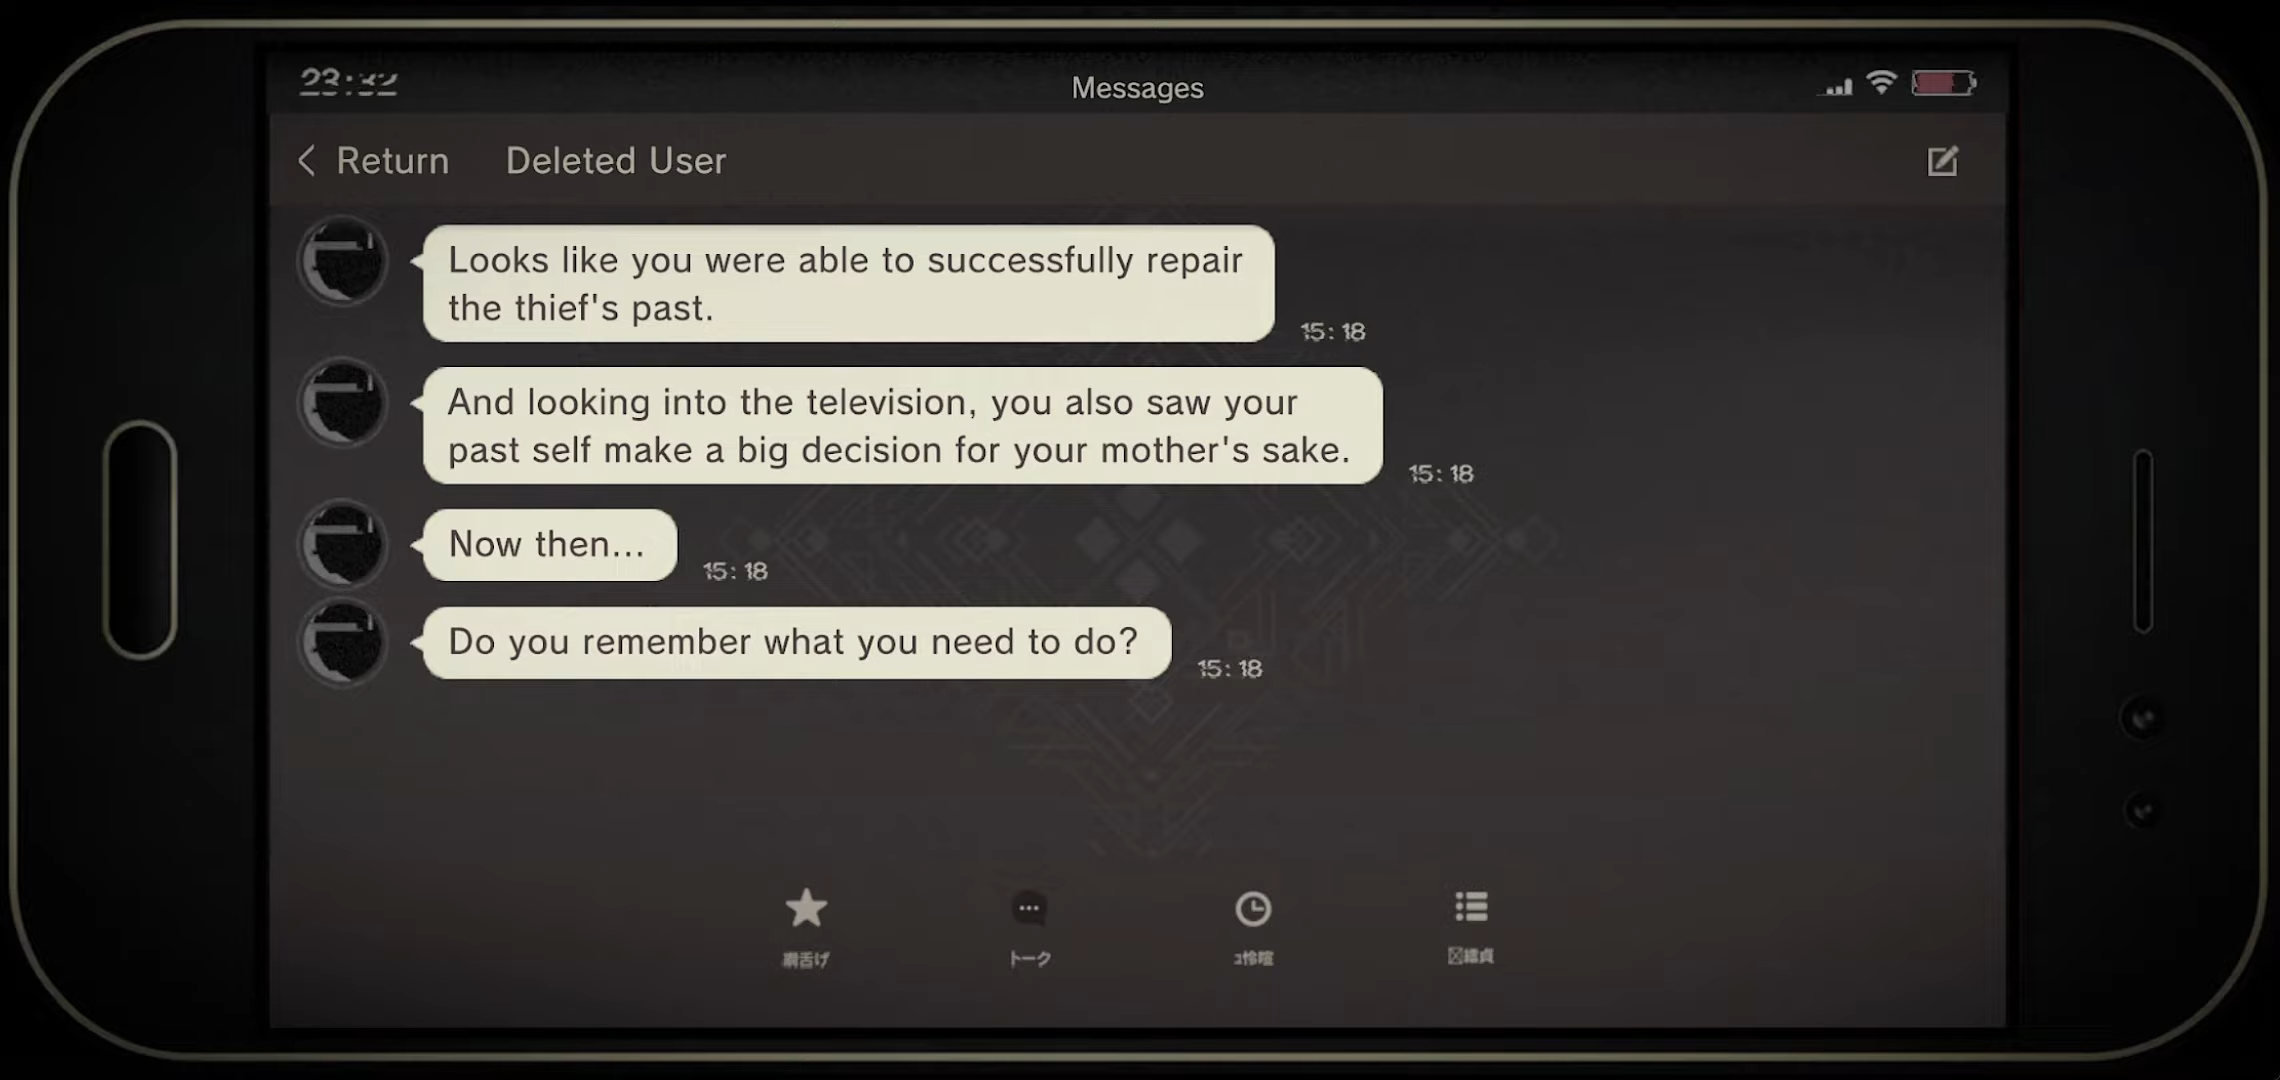 23:32
Messages
Return Deleted User
Looks like you were able to successfully repair
the thief's past.
15:18
And looking into the television, you also saw your
past self make a big decision for your mother's sake.
15:18
Now then...
15:18
Do you remember what you need to do?
15:18
トーク